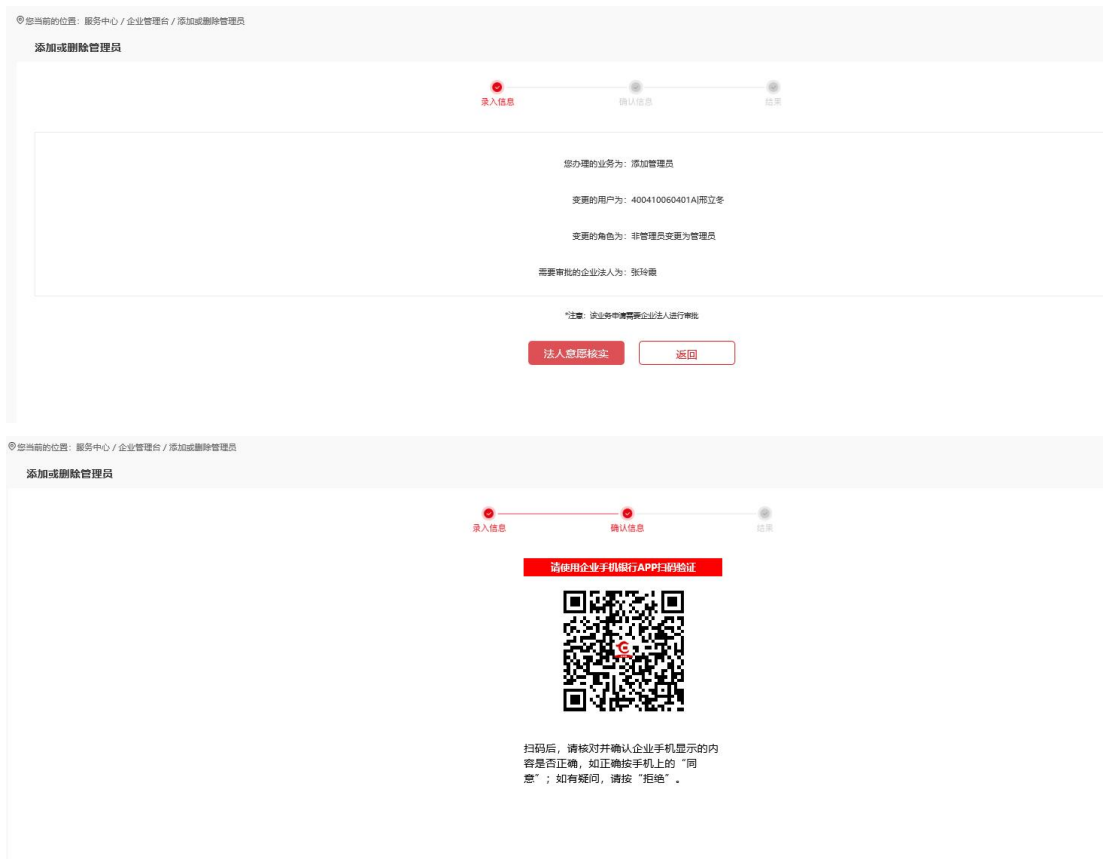 您当前的位置：服务中心 / 企业管理台 / 添加或删除管理员
添加或删除管理员
录入信息
确认信息
结果
您办理的业务为：添加管理员
变更的用户为：400410060401A|邢立冬
变更的角色为：非管理员变更为管理员
需要审批的企业法人为：张玲霞
*注意：该业务申请需要企业法人进行审批
法人意愿核实
返回
您当前的位置：服务中心 / 企业管理台 / 添加或删除管理员
添加或删除管理员
录入信息
确认信息
结果
请使用企业手机银行APP扫码验证
扫码后，请核对并确认企业手机显示的内
容是否正确，如正确按手机上的“同
意”；如有疑问，请按“拒绝”。